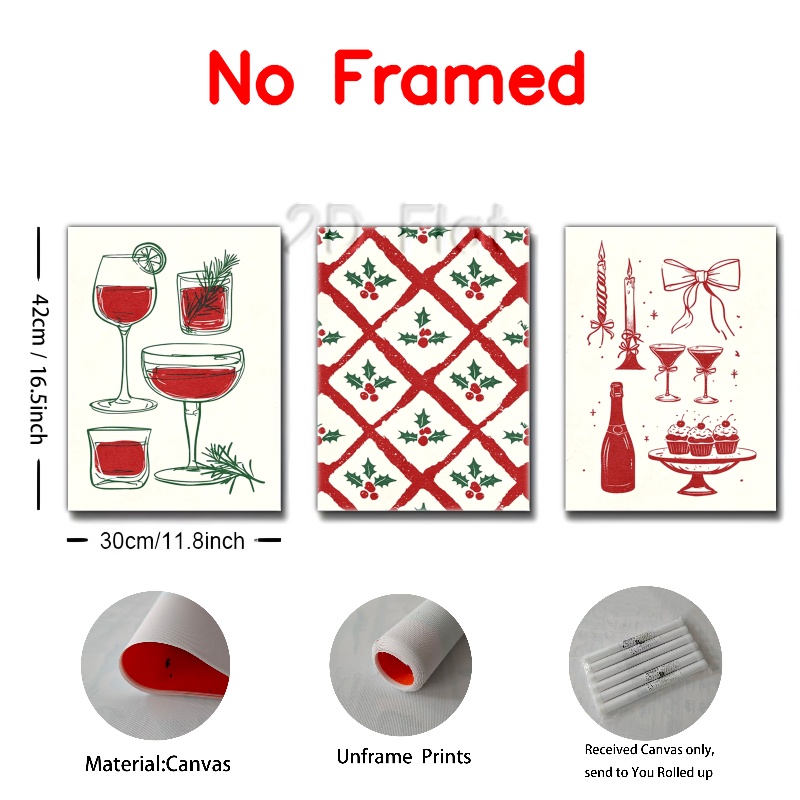 No Framed
2D Flat
42cm / 16.5inch
30cm/11.8inch
Material:Canvas
Unframe Prints
Received Canvas only,
send to You Rolled up